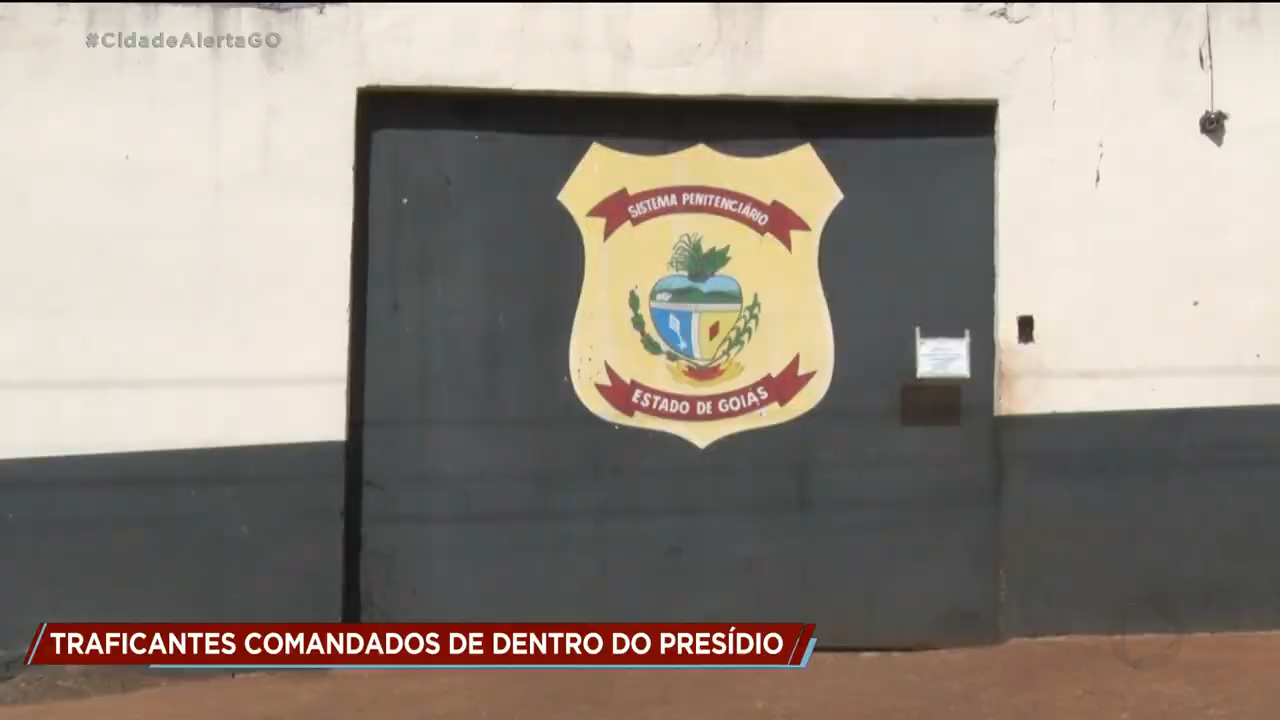 #CidadeAlertaGO
SISTEMA PENITENCIÁRIO
ESTADO DE GOIÁS
TRAFICANTES COMANDADOS DE DENTRO DO PRESÍDIO